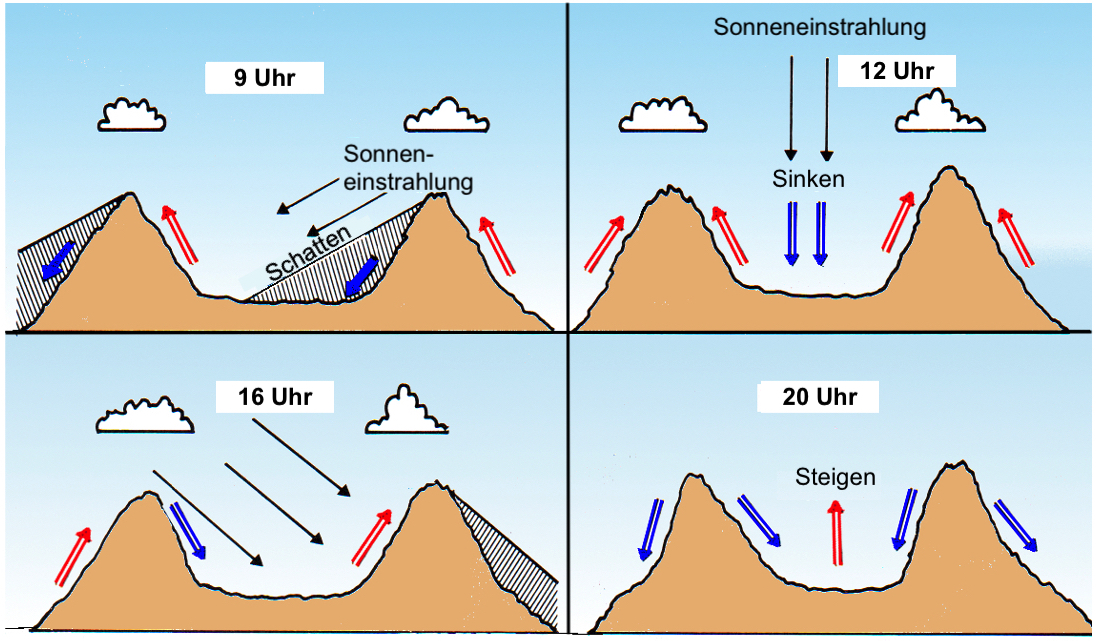 9 Uhr
Sonnen-
einstrahlung
Schatten
Sonneneinstrahlung
12 Uhr
Sinken
16 Uhr
20 Uhr
Steigen